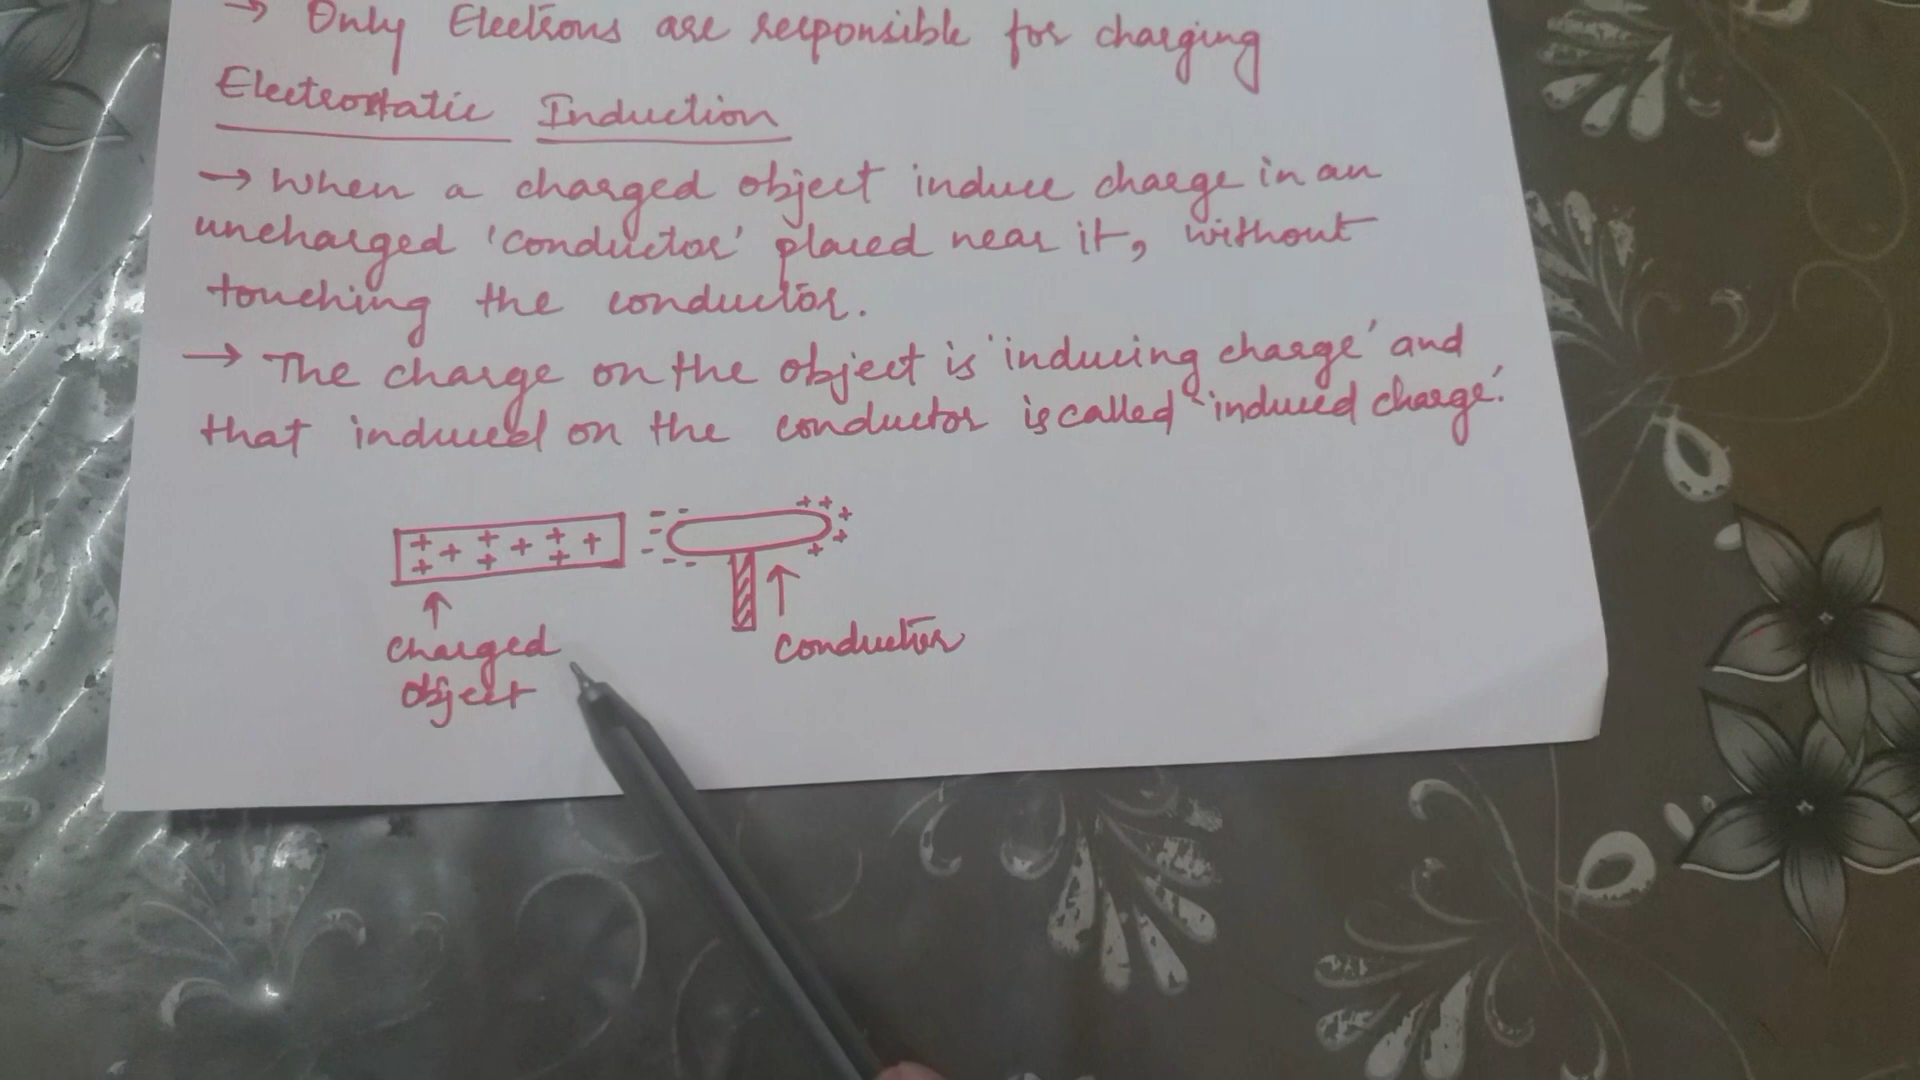 → Only Electrons are responsible for charging
Electrostatic Induction
→ When a charged object induce charge in an
uncharged 'conductor' placed near it, without
touching the conductor.
→ The charge on the object is 'inducing charge' and
that induced on the conductor is called 'induced charge'.
+ + + + + + + + +
- - - - - -
+ + + + +
↑
charged
object
↑
conductor